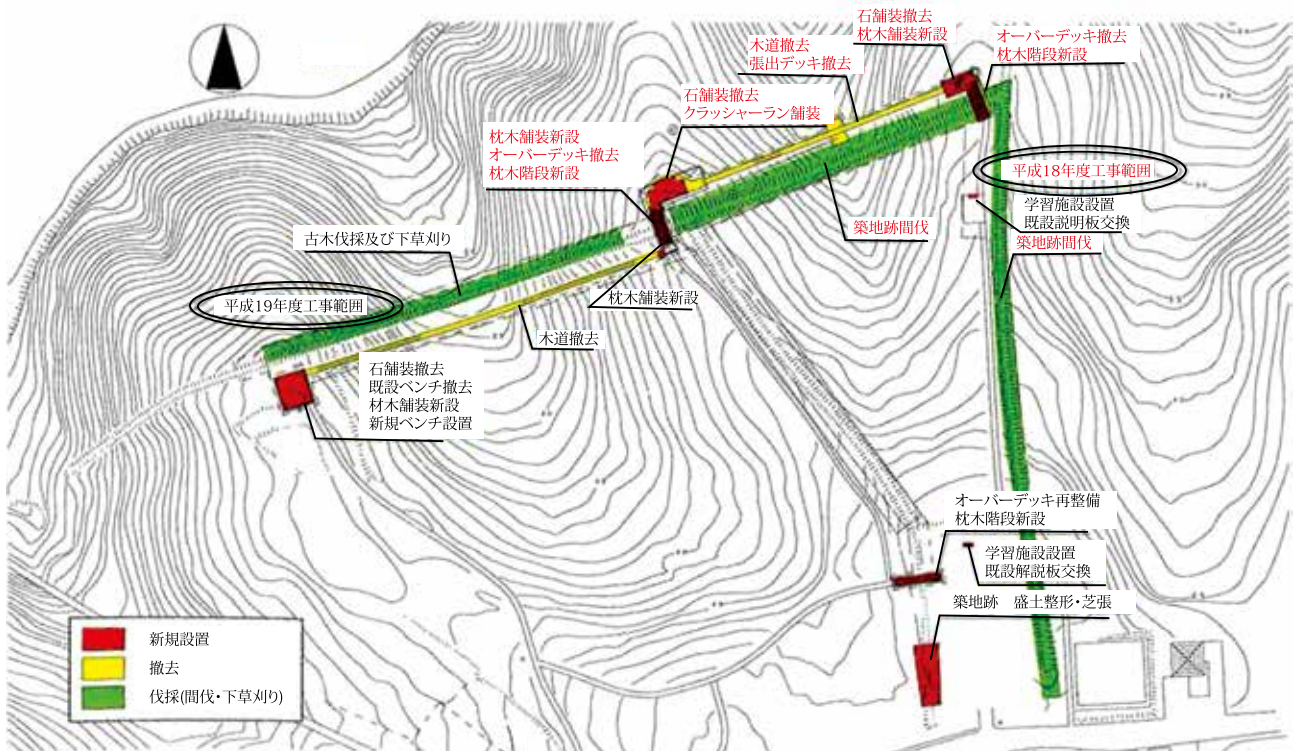 石舗装撤去
枕木舗装新設
オーバーデッキ撤去
枕木階段新設
木道撤去
張出デッキ撤去
石舗装撤去
クラッシャーラン舗装
枕木舗装新設
オーバーデッキ撤去
枕木階段新設
平成18年度工事範囲
学習施設設置
既設説明板交換
築地跡間伐
築地跡間伐
古木伐採及び下草刈り
平成19年度工事範囲
枕木舗装新設
木道撤去
石舗装撤去
既設ベンチ撤去
材木舗装新設
新規ベンチ設置
オーバーデッキ再整備
枕木階段新設
学習施設設置
既設解説板交換
築地跡 盛土整形・芝張
新規設置
撤去
伐採(間伐・下草刈り)